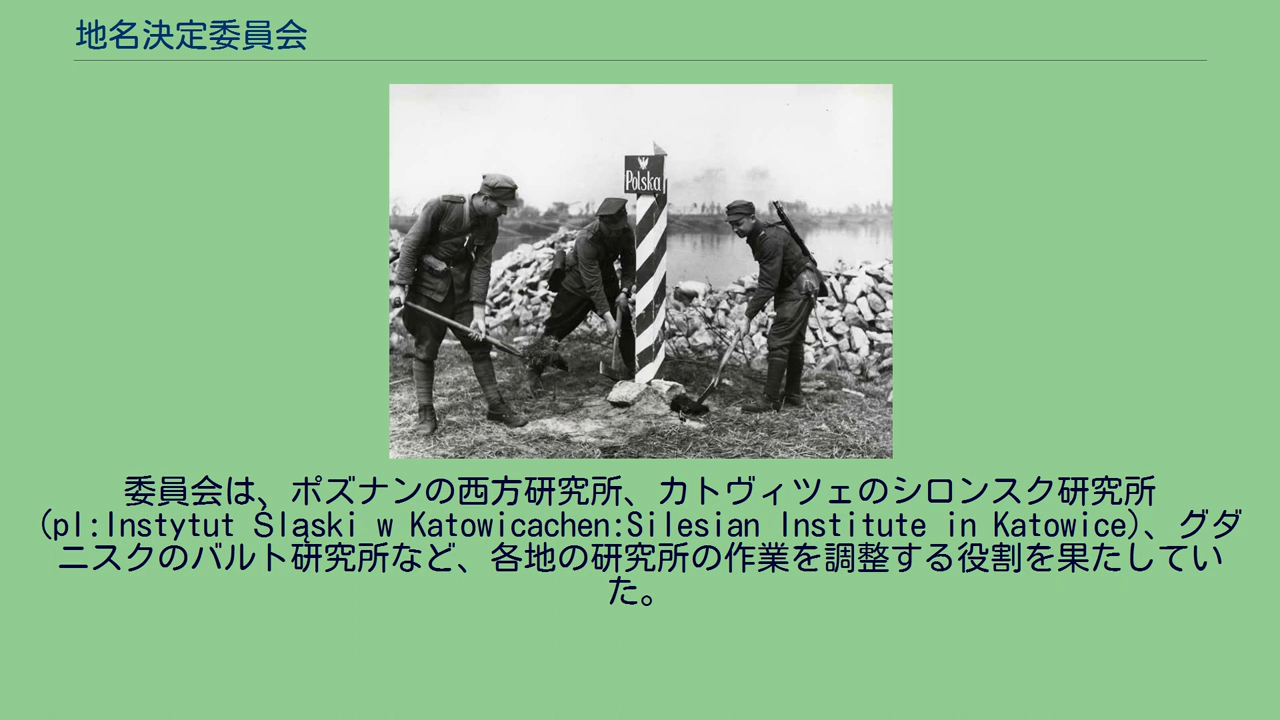 地名決定委員会
Polska
委員会は、ポズナンの西方研究所、カトヴィツェのシロンスク研究所
(pl:Instytut Śląski w Katowicachen:Silesian Institute in Katowice)、グダ
ニスクのバルト研究所など、各地の研究所の作業を調整する役割を果たしてい
た。